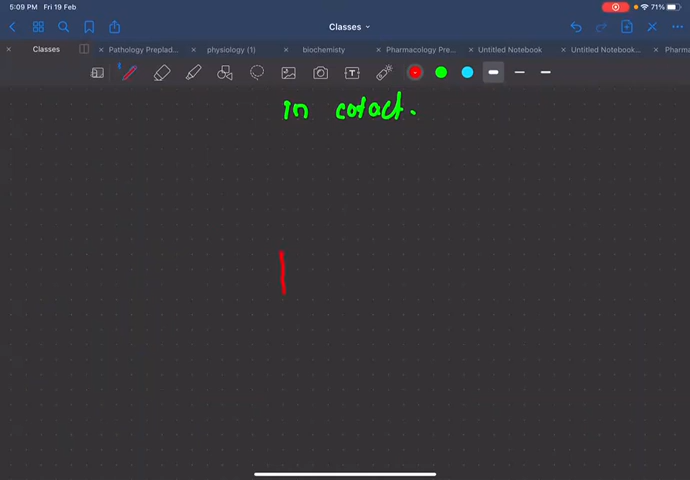 5:09 PM Fri 19 Feb 71%
Classes
Classes Pathology Preplad... physiology (1) biochemisty Pharmacology Pre... Untitled Notebook Untitled Notebook... Pharma
in cotact.